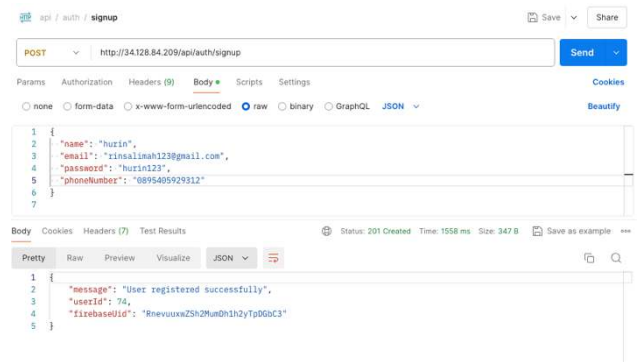 api / auth / signup
Save
Share
POST
http://34.128.84.209/api/auth/signup
Send
Params Authorization Headers (9) Body Scripts Settings Cookies
none form-data x-www-form-urlencoded raw binary GraphQL JSON Beautify
1 {
2 "name": "hurin",
3 "email": "rinsalimah123@gmail.com",
4 "password": "hurin123",
5 "phoneNumber": "0895405929312"
6 }
7
Body Cookies Headers (7) Test Results Status: 201 Created Time: 1558 ms Size: 347 B Save as example
Pretty Raw Preview Visualize JSON
1 {
2 "message": "User registered successfully",
3 "userId": 74,
4 "firebaseUid": "RnevuuxwZSh2MumDh1h2yTpDGbC3"
5 }